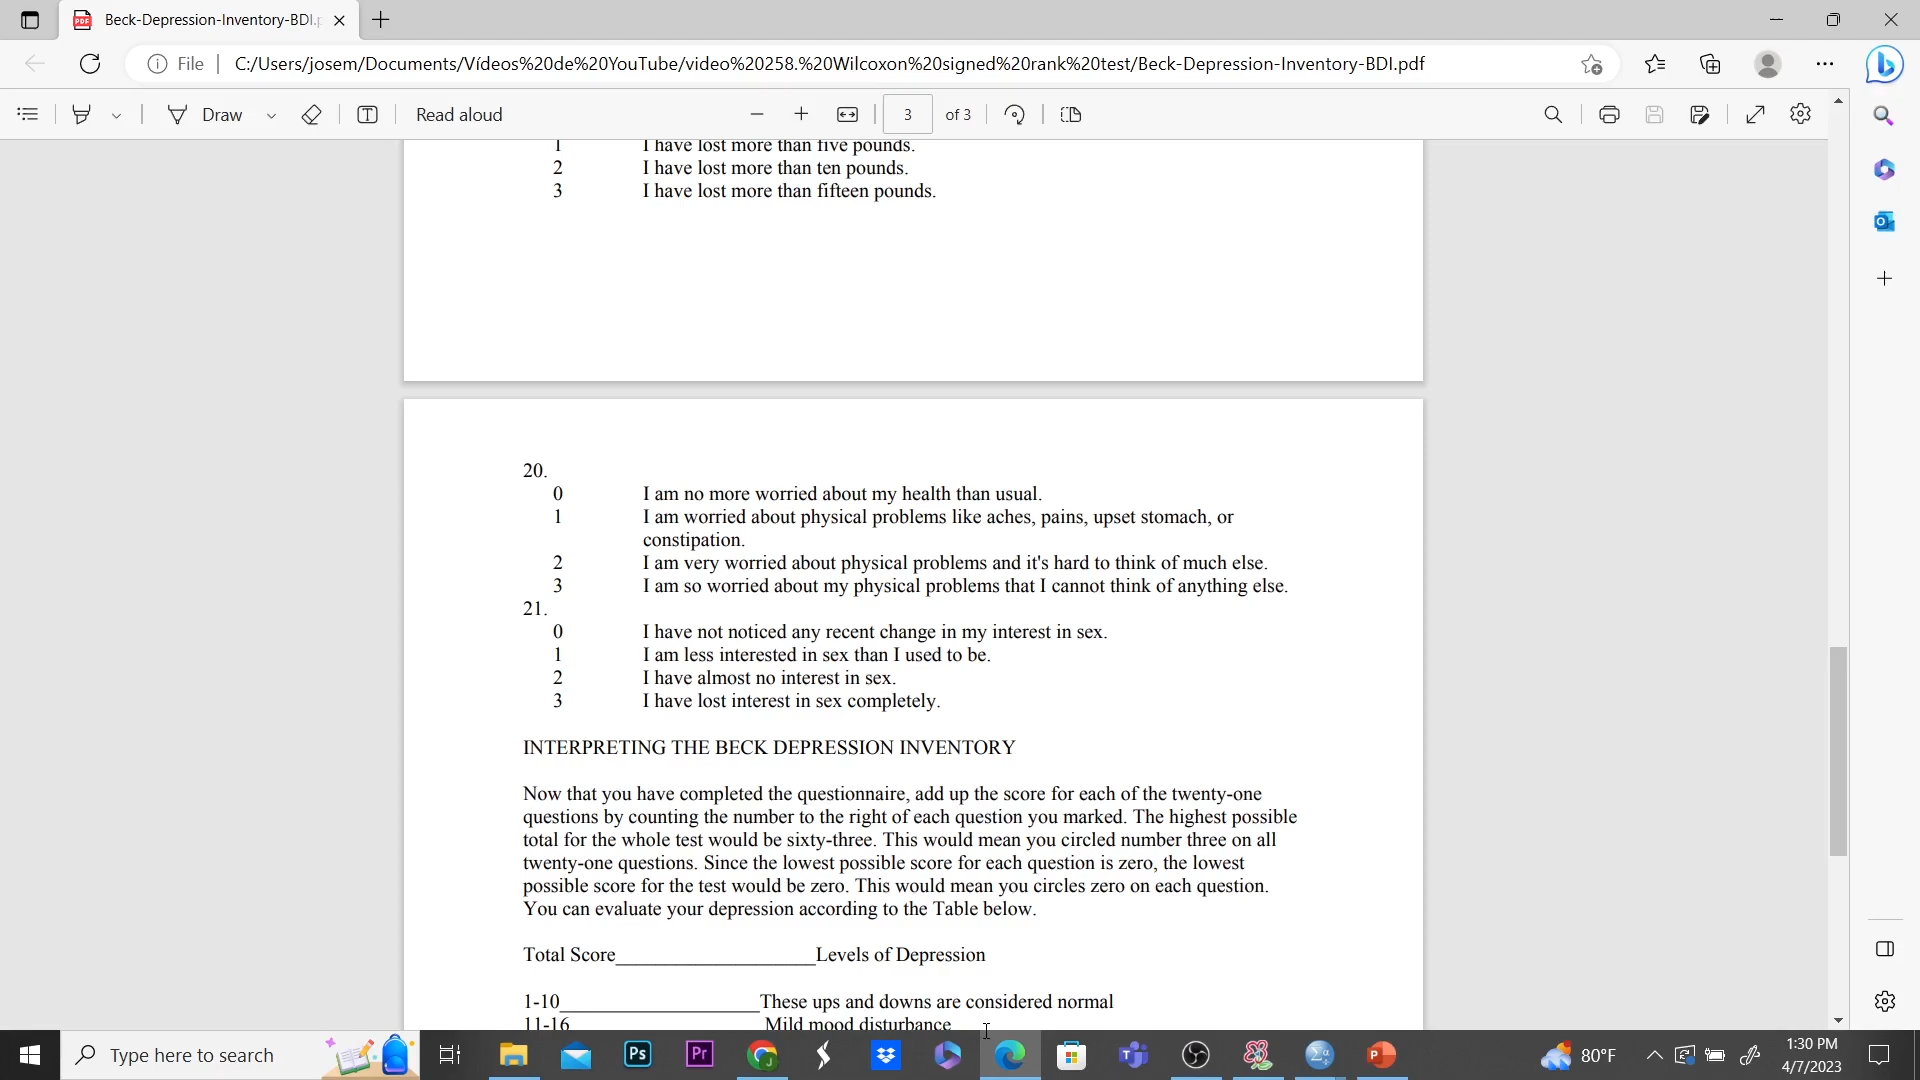 Beck-Depression-Inventory-BDI.p
File
C:/Users/josem/Documents/Vídeos%20de%20YouTube/video%20258.%20Wilcoxon%20signed%20rank%20test/Beck-Depression-Inventory-BDI.pdf
Draw
Read aloud
3 of 3
1 I have lost more than five pounds.
2 I have lost more than ten pounds.
3 I have lost more than fifteen pounds.
20.
0 I am no more worried about my health than usual.
1 I am worried about physical problems like aches, pains, upset stomach, or
constipation.
2 I am very worried about physical problems and it's hard to think of much else.
3 I am so worried about my physical problems that I cannot think of anything else.
21.
0 I have not noticed any recent change in my interest in sex.
1 I am less interested in sex than I used to be.
2 I have almost no interest in sex.
3 I have lost interest in sex completely.
INTERPRETING THE BECK DEPRESSION INVENTORY
Now that you have completed the questionnaire, add up the score for each of the twenty-one
questions by counting the number to the right of each question you marked. The highest possible
total for the whole test would be sixty-three. This would mean you circled number three on all
twenty-one questions. Since the lowest possible score for each question is zero, the lowest
possible score for the test would be zero. This would mean you circles zero on each question.
You can evaluate your depression according to the Table below.
Total Score____________________Levels of Depression
1-10____________________These ups and downs are considered normal
11-16____________________Mild mood disturbance
Type here to search
80°F
1:30 PM
4/7/2023